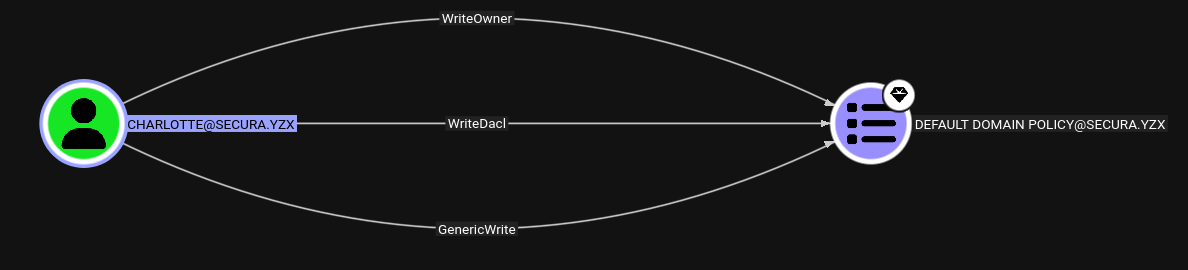 WriteOwner
CHARLOTTE@SECURA.YZX
WriteDacl
DEFAULT DOMAIN POLICY@SECURA.YZX
GenericWrite